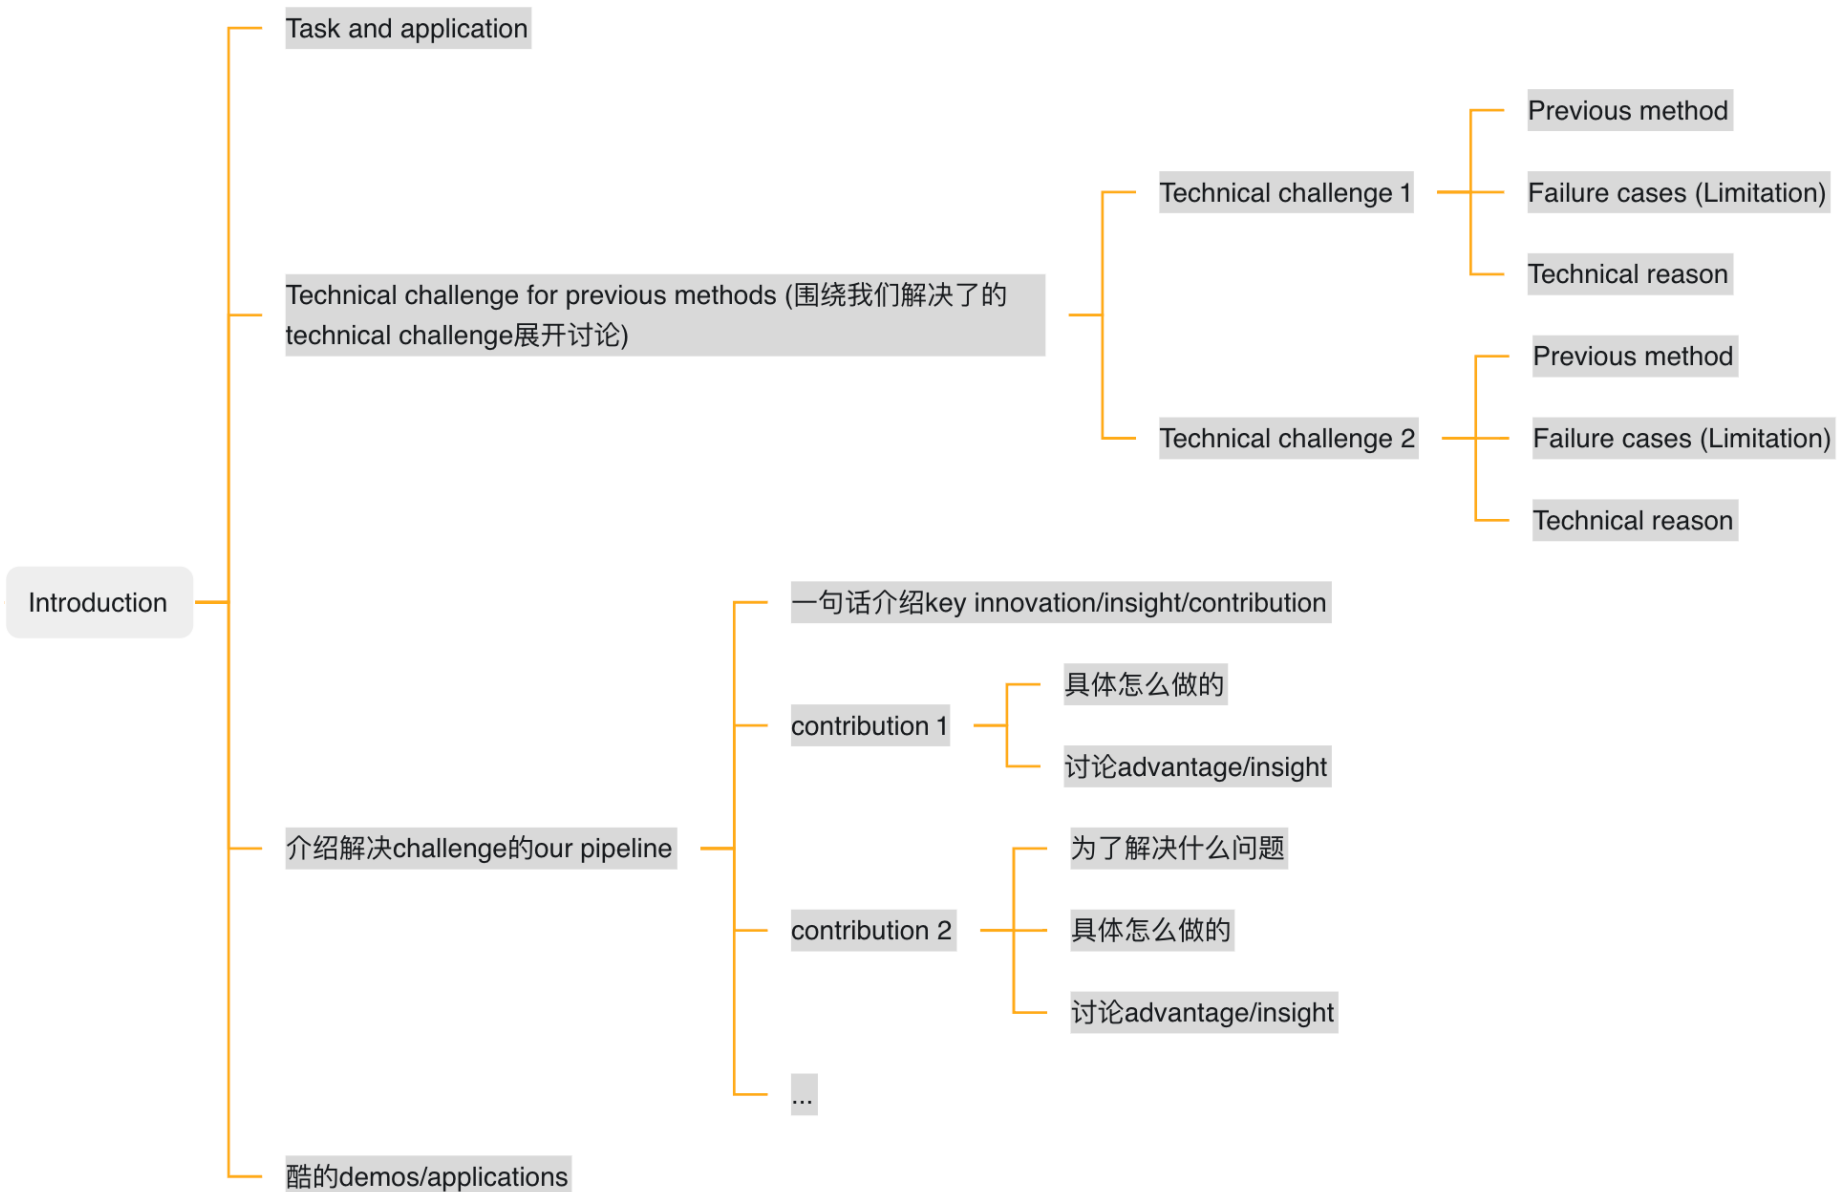 Introduction
Task and application
Technical challenge for previous methods (围绕我们解决了的
technical challenge展开讨论)
Technical challenge 1
Previous method
Failure cases (Limitation)
Technical reason
Technical challenge 2
Previous method
Failure cases (Limitation)
Technical reason
介绍解决challenge的our pipeline
一句话介绍key innovation/insight/contribution
contribution 1
具体怎么做的
讨论advantage/insight
contribution 2
为了解决什么问题
具体怎么做的
讨论advantage/insight
...
酷的demos/applications